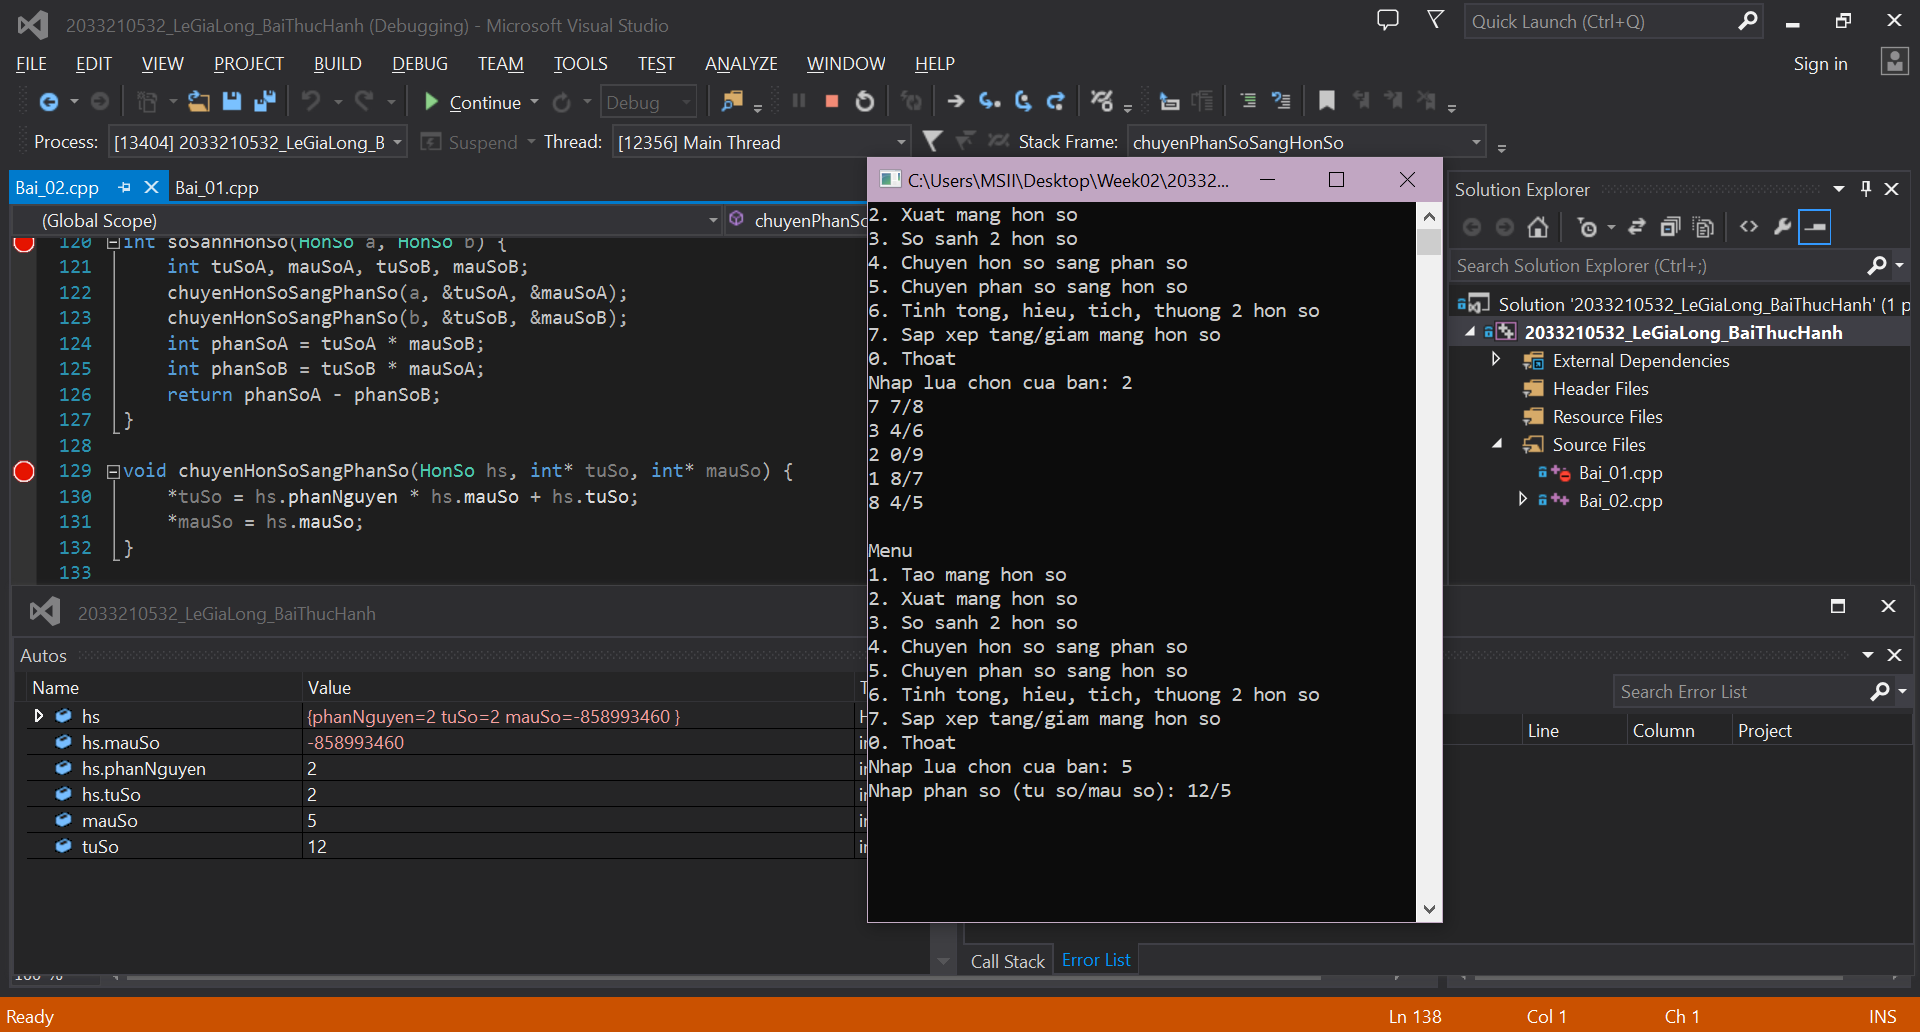 2033210532_LeGiaLong_BaiThucHanh (Debugging) - Microsoft Visual Studio
Quick Launch (Ctrl+Q)
FILE EDIT VIEW PROJECT BUILD DEBUG TEAM TOOLS TEST ANALYZE WINDOW HELP
Sign in
Continue
Debug
Process: [13404] 2033210532_LeGiaLong_B
Suspend
Thread: [12356] Main Thread
Stack Frame: chuyenPhanSoSangHonSo
Bai_02.cpp
Bai_01.cpp
(Global Scope)
chuyenPhanSo
120 int soSanhHonSo(HonSo a, HonSo b) {
121 int tuSoA, mauSoA, tuSoB, mauSoB;
122 chuyenHonSoSangPhanSo(a, &tuSoA, &mauSoA);
123 chuyenHonSoSangPhanSo(b, &tuSoB, &mauSoB);
124 int phanSoA = tuSoA * mauSoB;
125 int phanSoB = tuSoB * mauSoA;
126 return phanSoA - phanSoB;
127 }
128
129 void chuyenHonSoSangPhanSo(HonSo hs, int* tuSo, int* mauSo) {
130 *tuSo = hs.phanNguyen * hs.mauSo + hs.tuSo;
131 *mauSo = hs.mauSo;
132 }
133
C:\Users\MSII\Desktop\Week02\20332...
2. Xuat mang hon so
3. So sanh 2 hon so
4. Chuyen hon so sang phan so
5. Chuyen phan so sang hon so
6. Tinh tong, hieu, tich, thuong 2 hon so
7. Sap xep tang/giam mang hon so
0. Thoat
Nhap lua chon cua ban: 2
7 7/8
3 4/6
2 0/9
1 8/7
8 4/5
Menu
1. Tao mang hon so
2. Xuat mang hon so
3. So sanh 2 hon so
4. Chuyen hon so sang phan so
5. Chuyen phan so sang hon so
6. Tinh tong, hieu, tich, thuong 2 hon so
7. Sap xep tang/giam mang hon so
0. Thoat
Nhap lua chon cua ban: 5
Nhap phan so (tu so/mau so): 12/5
Solution Explorer
Search Solution Explorer (Ctrl+;)
Solution '2033210532_LeGiaLong_BaiThucHanh' (1 p
2033210532_LeGiaLong_BaiThucHanh
External Dependencies
Header Files
Resource Files
Source Files
Bai_01.cpp
Bai_02.cpp
2033210532_LeGiaLong_BaiThucHanh
Autos
Name Value
hs {phanNguyen=2 tuSo=2 mauSo=-858993460 }
hs.mauSo -858993460
hs.phanNguyen 2
hs.tuSo 2
mauSo 5
tuSo 12
Search Error List
Line Column Project
Call Stack
Error List
Ready
Ln 138
Col 1
Ch 1
INS